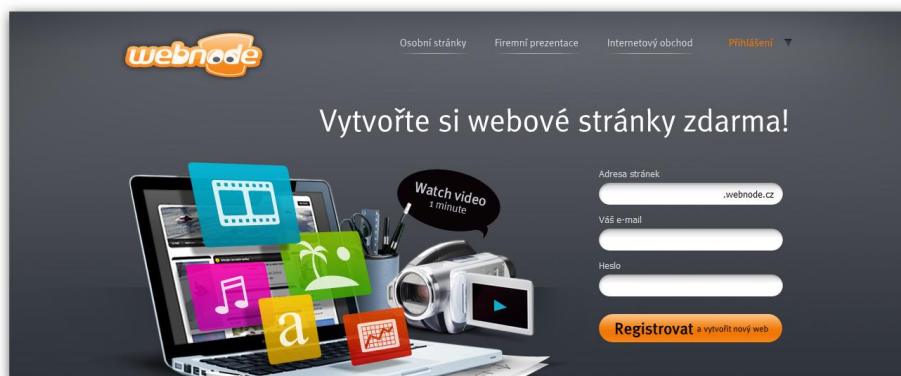 webnode
Osobní stránky
Firemní prezentace
Internetový obchod
Přihlášení
Vytvořte si webové stránky zdarma!
Watch video
1 minute
Adresa stránek
.webnode.cz
Váš e-mail
Heslo
Registrovat a vytvořit nový web
a